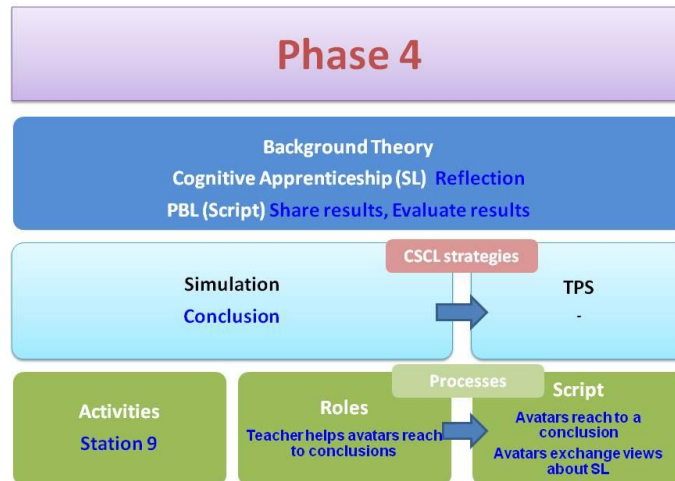 Phase 4
Background Theory
Cognitive Apprenticeship (SL) Reflection
PBL (Script) Share results, Evaluate results
CSCL strategies
Simulation
Conclusion
TPS
-
Processes
Activities
Station 9
Roles
Teacher helps avatars reach
to conclusions
Script
Avatars reach to a
conclusion
Avatars exchange views
about SL